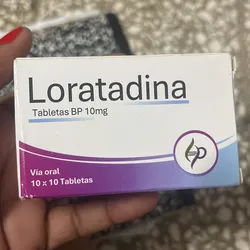 Loratadina
Tabletas BP 10mg
Vía oral
10 x 10 Tabletas